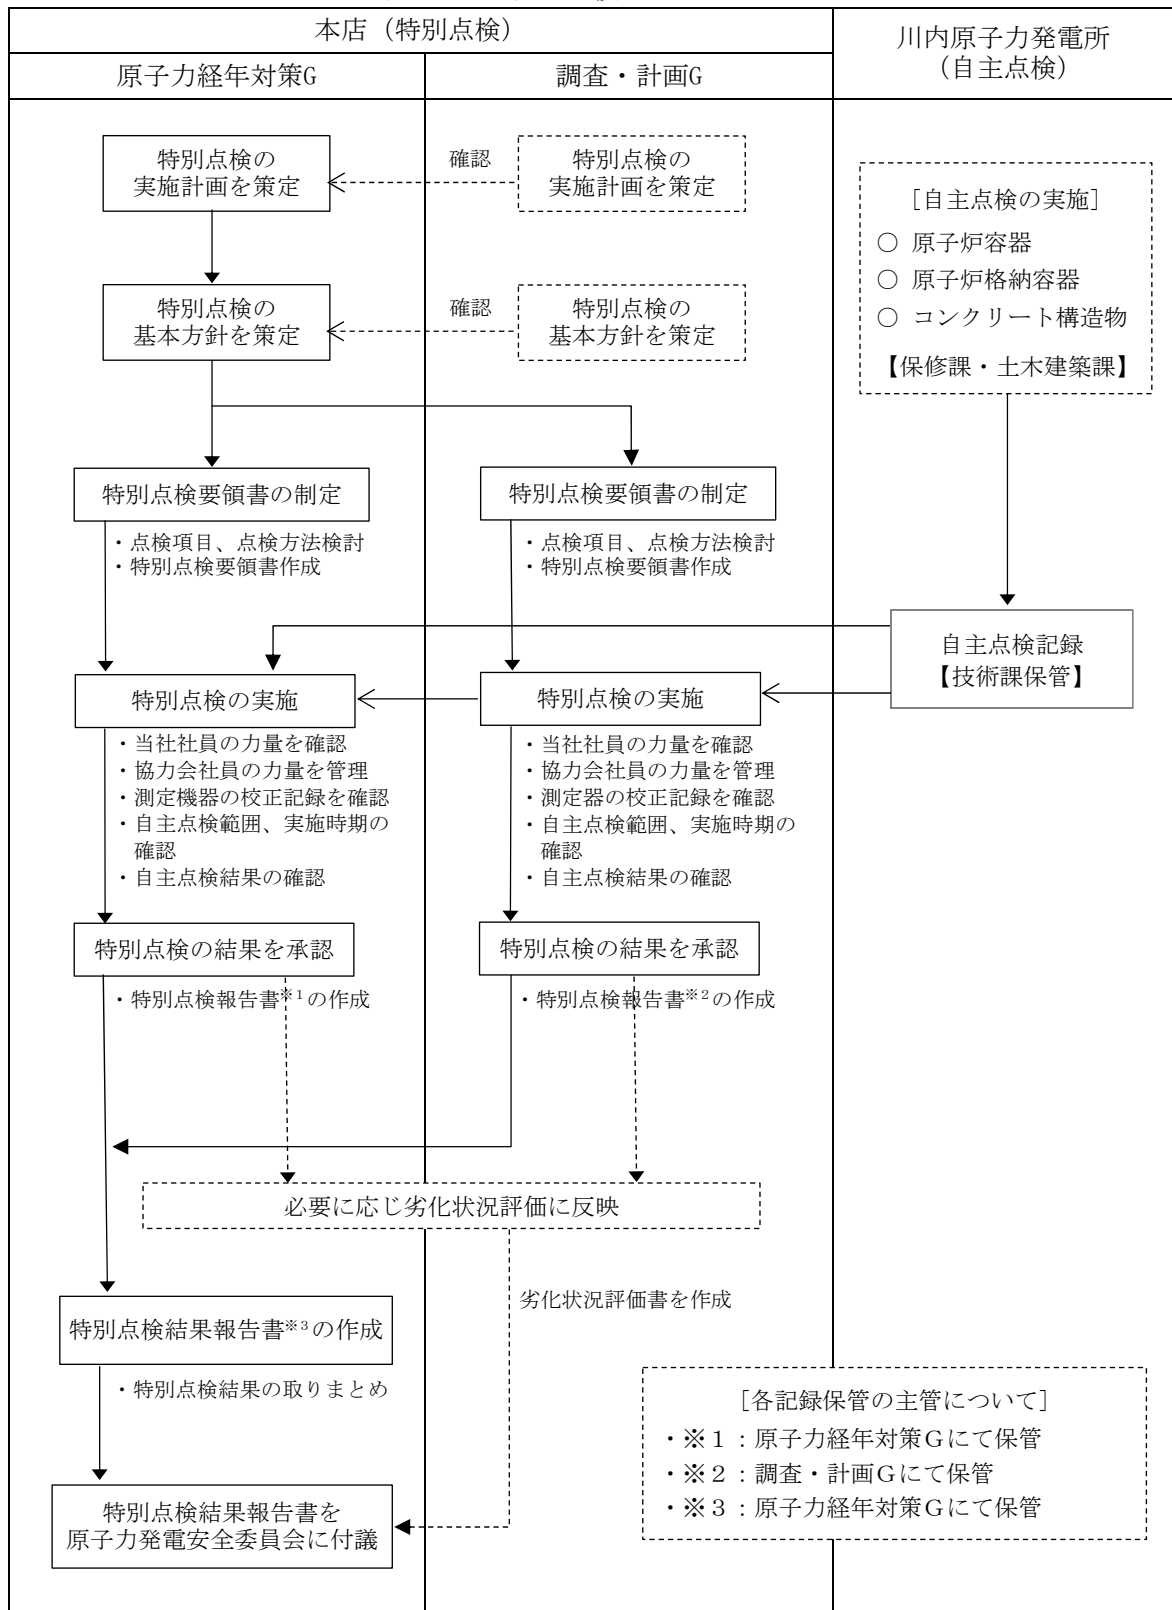 本店（特別点検）
川内原子力発電所
（自主点検）
原子力経年対策G
調査・計画G
特別点検の
実施計画を策定
確認
特別点検の
実施計画を策定
特別点検の
基本方針を策定
確認
特別点検の
基本方針を策定
［自主点検の実施］
○ 原子炉容器
○ 原子炉格納容器
○ コンクリート構造物
【保修課・土木建築課】
特別点検要領書の制定
・点検項目、点検方法検討
・特別点検要領書作成
特別点検要領書の制定
・点検項目、点検方法検討
・特別点検要領書作成
自主点検記録
【技術課保管】
特別点検の実施
・当社社員の力量を確認
・協力会社員の力量を管理
・測定機器の校正記録を確認
・自主点検範囲、実施時期の
確認
・自主点検結果の確認
特別点検の実施
・当社社員の力量を確認
・協力会社員の力量を管理
・測定器の校正記録を確認
・自主点検範囲、実施時期の
確認
・自主点検結果の確認
特別点検の結果を承認
・特別点検報告書※1の作成
特別点検の結果を承認
・特別点検報告書※2の作成
必要に応じ劣化状況評価に反映
劣化状況評価書を作成
特別点検結果報告書※3の作成
・特別点検結果の取りまとめ
特別点検結果報告書を
原子力発電安全委員会に付議
［各記録保管の主管について］
・※１：原子力経年対策Ｇにて保管
・※２：調査・計画Ｇにて保管
・※３：原子力経年対策Ｇにて保管